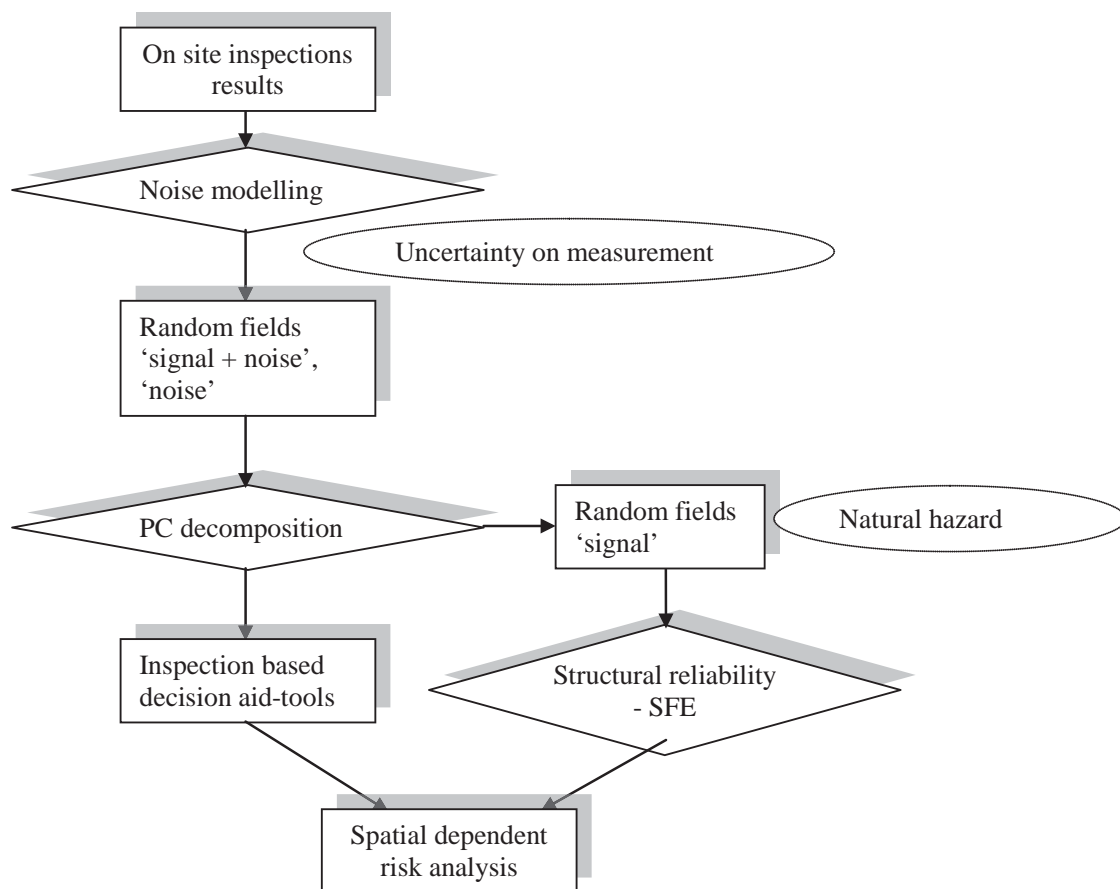 On site inspections
results
Noise modelling
Uncertainty on measurement
Random fields
‘signal + noise’,
‘noise’
PC decomposition
Random fields
‘signal’
Natural hazard
Inspection based
decision aid-tools
Structural reliability
- SFE
Spatial dependent
risk analysis